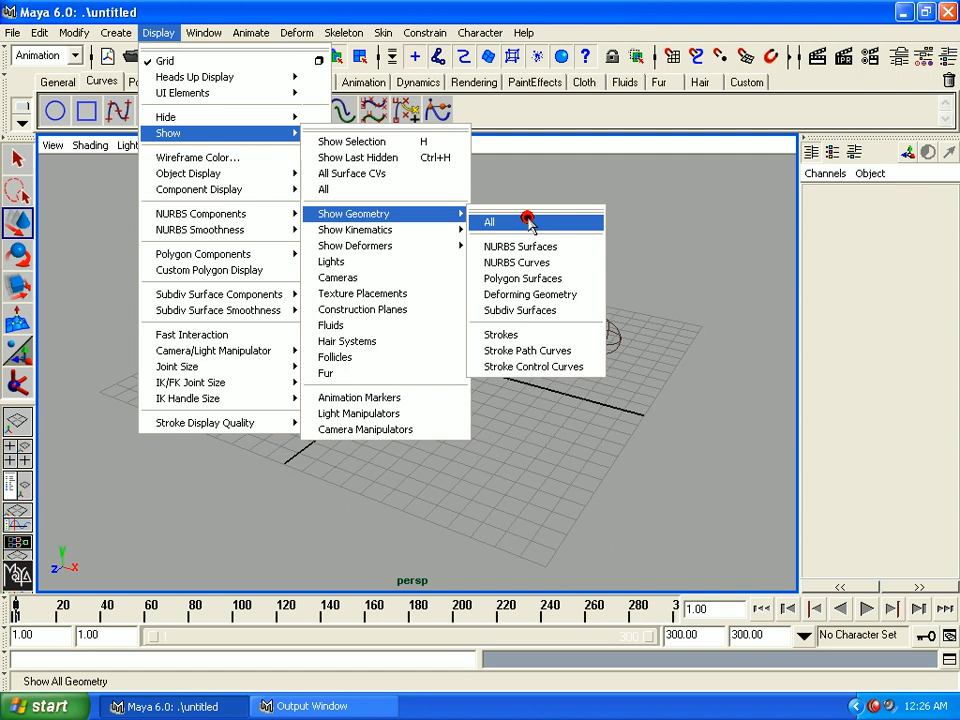 Maya 6.0: .\untitled
File Edit Modify Create Display Window Animate Deform Skeleton Skin Constrain Character Help
Animation
General Curves Animation Dynamics Rendering PaintEffects Cloth Fluids Fur Hair Custom
View Shading
Channels Object
Grid
Heads Up Display
UI Elements
Hide
Show
Wireframe Color...
Object Display
Component Display
NURBS Components
NURBS Smoothness
Polygon Components
Custom Polygon Display
Subdiv Surface Components
Subdiv Surface Smoothness
Fast Interaction
Camera/Light Manipulator
Joint Size
IK/FK Joint Size
IK Handle Size
Stroke Display Quality
Show Selection H
Show Last Hidden Ctrl+H
All Surface CVs
All
Show Geometry
Show Kinematics
Show Deformers
Lights
Cameras
Texture Placements
Construction Planes
Fluids
Hair Systems
Follicles
Fur
Animation Markers
Light Manipulators
Camera Manipulators
All
NURBS Surfaces
NURBS Curves
Polygon Surfaces
Deforming Geometry
Subdiv Surfaces
Strokes
Stroke Path Curves
Stroke Control Curves
y
z x
persp
<< >>
20 40 60 80 100 120 140 160 180 200 220 240 260 280 3
1.00
1.00 1.00 1 300 300.00 300.00 No Character Set
Show All Geometry
start Maya 6.0: .\untitled Output Window 12:26 AM